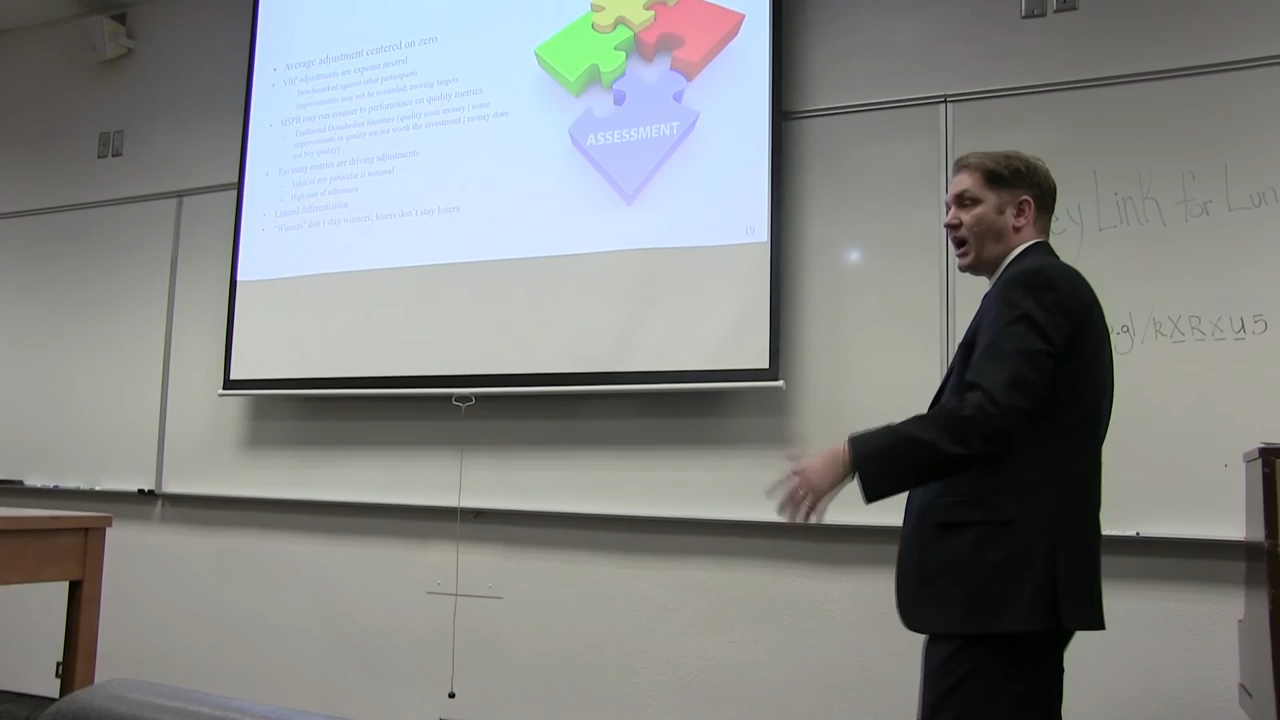 • Average adjustment centered on zero
• VBP adjustments are expense neutral
– Benchmarked against other participants
– Improvements may not be rewarded; moving targets
• MSPB may run counter to performance on quality metrics
– Traditional Donabedian literature (quality costs money | some
improvements in quality are not worth the investment | money does
not buy quality)
• Too many metrics are driving adjustments
– Value of any particular is minimal
– High cost of adherence
• Limited differentiation
• "Winners" don't stay winners; losers don't stay losers
ASSESSMENT
19
ey Link for Lun
.gl/kXRxU5